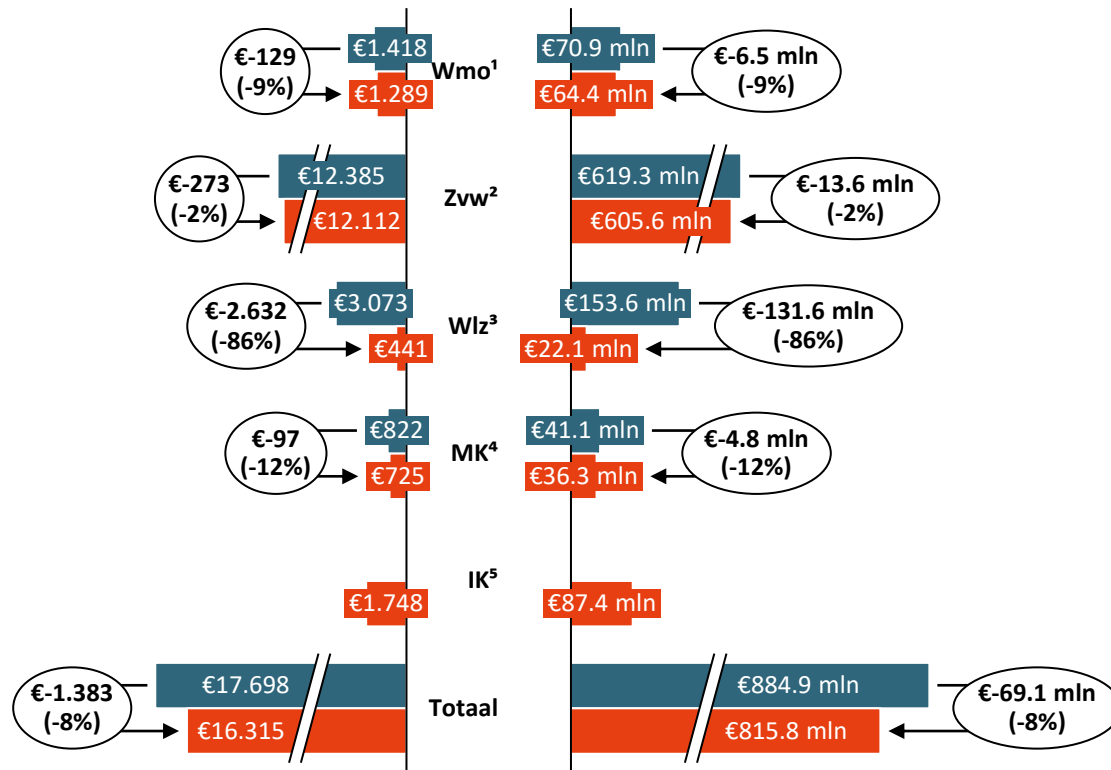 €-129
(-9%)
€1.418
€1.289
Wmo¹
€70.9 mln
€64.4 mln
€-6.5 mln
(-9%)
€-273
(-2%)
€12.385
€12.112
Zvw²
€619.3 mln
€605.6 mln
€-13.6 mln
(-2%)
€-2.632
(-86%)
€3.073
€441
Wlz³
€153.6 mln
€22.1 mln
€-131.6 mln
(-86%)
€-97
(-12%)
€822
€725
MK⁴
€41.1 mln
€36.3 mln
€-4.8 mln
(-12%)
€1.748
IK⁵
€87.4 mln
€-1.383
(-8%)
€17.698
€16.315
Totaal
€884.9 mln
€815.8 mln
€-69.1 mln
(-8%)